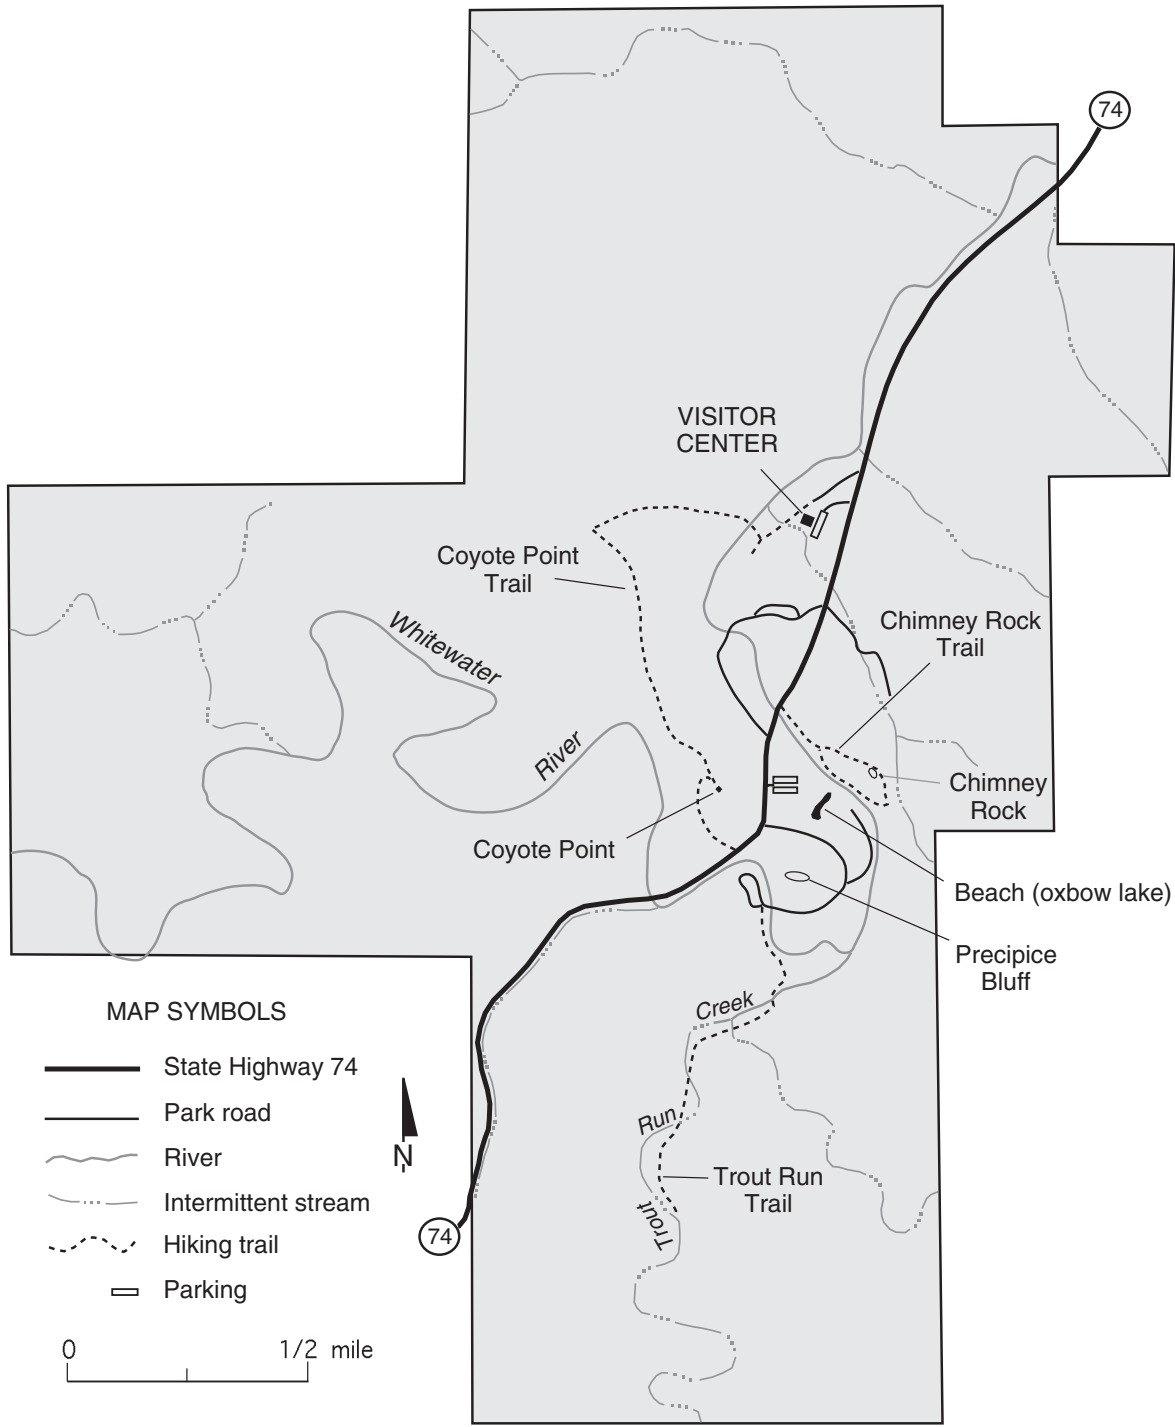 74
VISITOR
CENTER
Coyote Point
Trail
Whitewater
River
Chimney Rock
Trail
Chimney
Rock
Coyote Point
Beach (oxbow lake)
Precipice
Bluff
Creek
Run
Trout
Trout Run
Trail
74
MAP SYMBOLS
State Highway 74
Park road
River
Intermittent stream
Hiking trail
Parking
N
0 1/2 mile